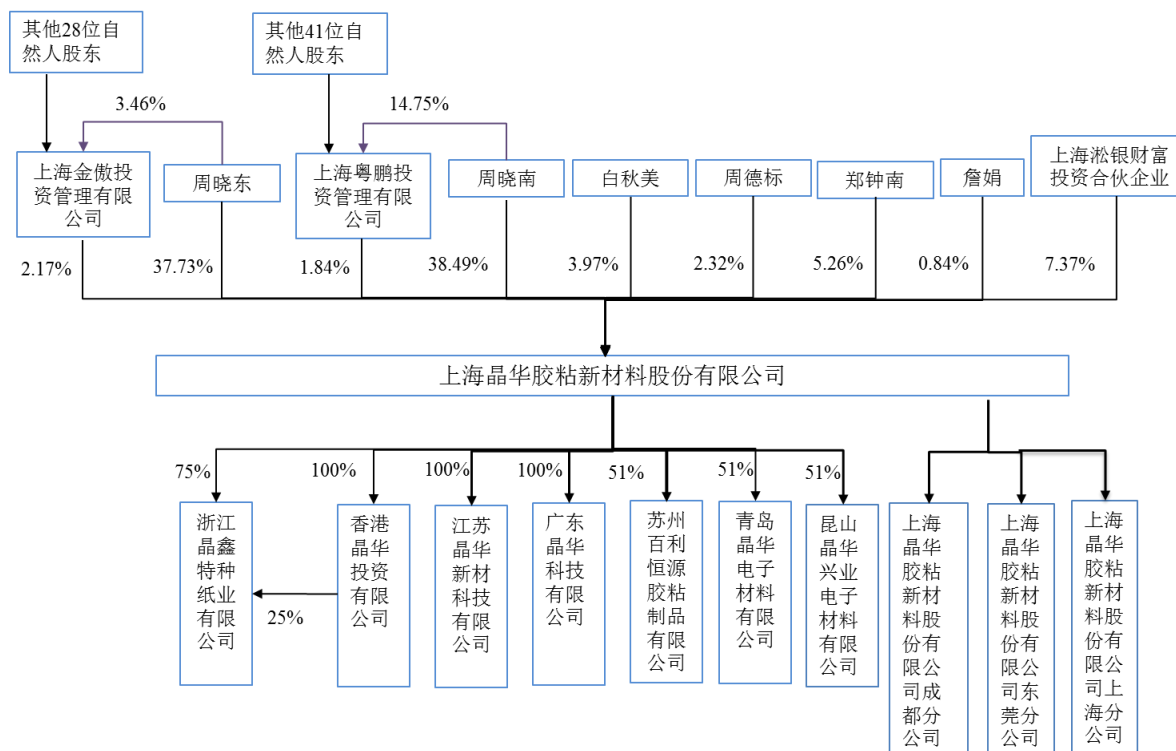 其他28位自
然人股东
其他41位自
然人股东
3.46%
14.75%
上海金傲投
资管理有限
公司
周晓东
上海粤鹏投
资管理有限
公司
周晓南
白秋美
周德标
郑钟南
詹娟
上海淞银财富
投资合伙企业
2.17%
37.73%
1.84%
38.49%
3.97%
2.32%
5.26%
0.84%
7.37%
上海晶华胶粘新材料股份有限公司
75%
100%
100%
100%
51%
51%
51%
浙江
晶鑫
特种
纸业
有限
公司
25%
香港
晶华
投资
有限
公司
江苏
晶华
新材
科技
有限
公司
广东
晶华
科技
有限
公司
苏州
百利
恒源
胶粘
制品
有限
公司
青岛
晶华
电子
材料
有限
公司
昆山
晶华
兴业
电子
材料
有限
公司
上海
晶华
胶粘
新材
料股
份有
限公
司成
都分
公司
上海
晶华
胶粘
新材
料股
份有
限公
司东
莞分
公司
上海
晶华
胶粘
新材
料股
份有
限公
司上
海分
公司